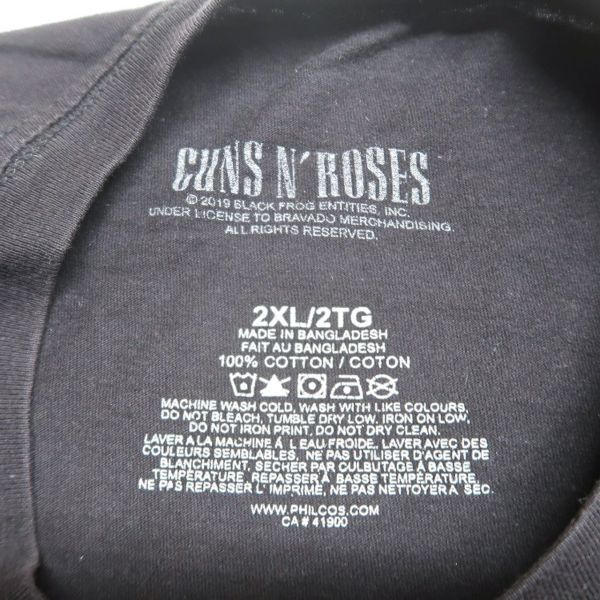 GUNS N' ROSES
© 2019 BLACK FROG ENTITIES, INC.
UNDER LICENSE TO BRAVADO MERCHANDISING.
ALL RIGHTS RESERVED.
2XL/2TG
MADE IN BANGLADESH
FAIT AU BANGLADESH
100% COTTON / COTON
MACHINE WASH COLD, WASH WITH LIKE COLOURS,
DO NOT BLEACH, TUMBLE DRY LOW. IRON ON LOW,
DO NOT IRON PRINT, DO NOT DRY CLEAN.
LAVER A LA MACHINE À L'EAU FROIDE. LAVER AVEC DES
COULEURS SEMBLABLES, NE PAS UTILISER D'AGENT DE
BLANCHIMENT, SECHER PAR CULBUTAGE À BASSE
TEMPÉRATURE, REPASSER À BASSE TEMPÉRATURE,
NE PAS REPASSER L' IMPRIMÉ, NE PAS NETTOYER A SEC.
WWW.PHILCOS.COM
CA # 41900